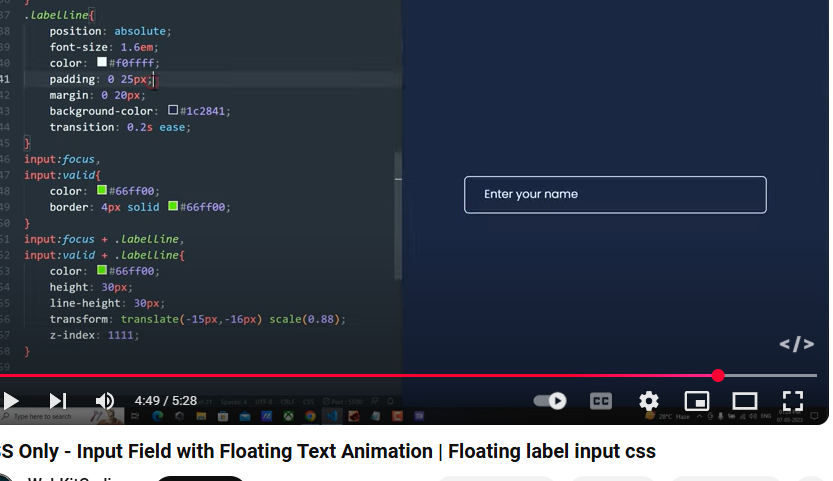 37 .labelline{
38 position: absolute;
39 font-size: 1.6em;
40 color: #f0ffff;
41 padding: 0 25px;
42 margin: 0 20px;
43 background-color: #1c2841;
44 transition: 0.2s ease;
45 }
46 input:focus,
47 input:valid{
48 color: #66ff00;
49 border: 4px solid #66ff00;
50 }
51 input:focus + .labelline,
52 input:valid + .labelline{
53 color: #66ff00;
54 height: 30px;
55 line-height: 30px;
56 transform: translate(-15px,-16px) scale(0.88);
57 z-index: 1111;
58 }
59
Enter your name
</>
4:49 / 5:28
CC
Type here to search
28°C Haze
ENG
S Only - Input Field with Floating Text Animation | Floating label input css